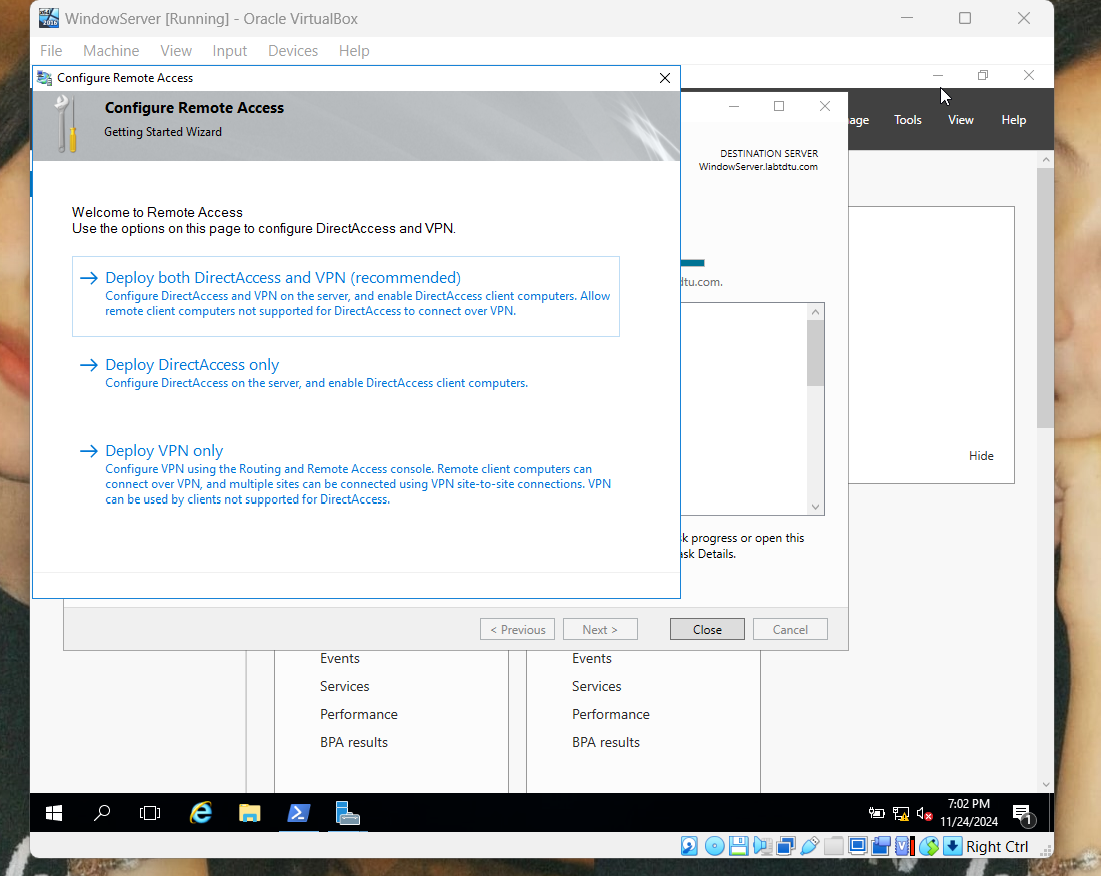 WindowServer [Running] - Oracle VirtualBox
File Machine View Input Devices Help
Configure Remote Access
Configure Remote Access
Getting Started Wizard
Welcome to Remote Access
Use the options on this page to configure DirectAccess and VPN.
Deploy both DirectAccess and VPN (recommended)
Configure DirectAccess and VPN on the server, and enable DirectAccess client computers. Allow
remote client computers not supported for DirectAccess to connect over VPN.
Deploy DirectAccess only
Configure DirectAccess on the server, and enable DirectAccess client computers.
Deploy VPN only
Configure VPN using the Routing and Remote Access console. Remote client computers can
connect over VPN, and multiple sites can be connected using VPN site-to-site connections. VPN
can be used by clients not supported for DirectAccess.
Tools View Help
DESTINATION SERVER
WindowServer.labtdtu.com
dtu.com.
Hide
k progress or open this
ask Details.
< Previous Next > Close Cancel
Events Events
Services Services
Performance Performance
BPA results BPA results
7:02 PM
11/24/2024
1
Right Ctrl